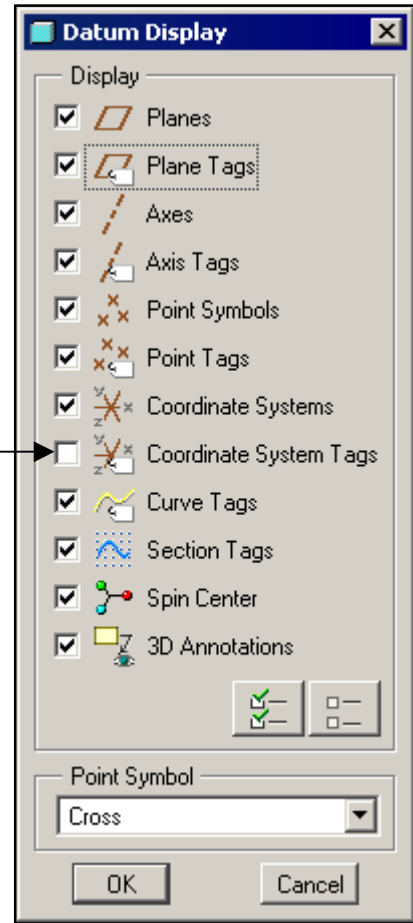 Datum Display
Display
Planes
Plane Tags
Axes
Axis Tags
Point Symbols
Point Tags
Coordinate Systems
Coordinate System Tags
Curve Tags
Section Tags
Spin Center
3D Annotations
Point Symbol
Cross
OK
Cancel